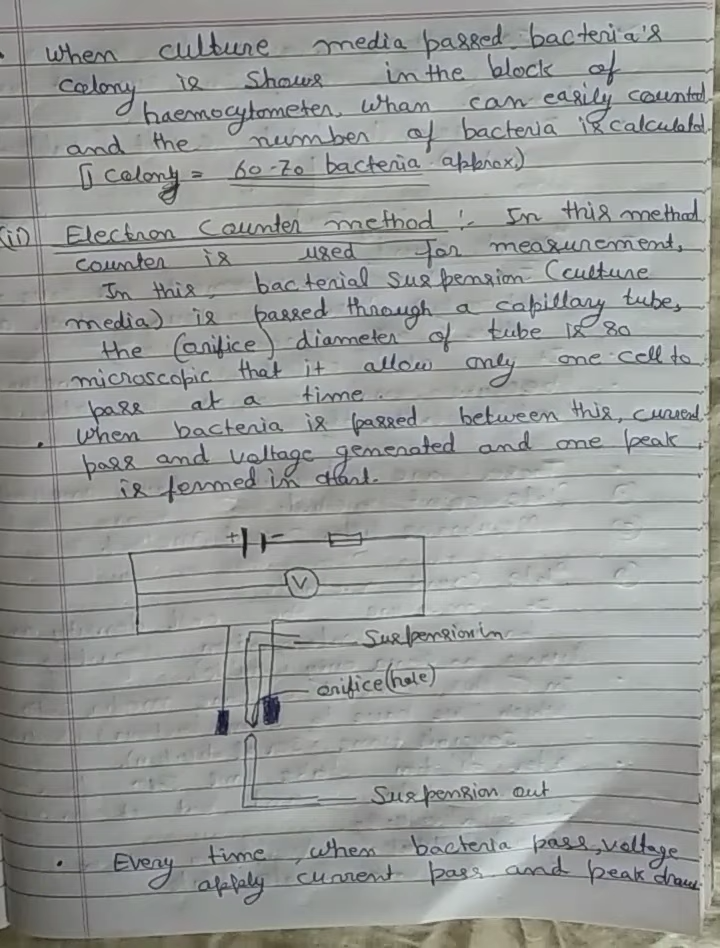 when culture media passed bacteria's
colony is shows in the block of
haemocytometer, whan can easily counted
and the number of bacteria is calculated
[1 colony = 60-70 bacteria approx)
(ii) Electron Counter method :- In this method
counter is used for measurement,
In this, bacterial suspension (culture
media) is passed through a capillary tube,
the (orifice) diameter of tube is so
microscopic that it allow only one cell to
pass at a time.
. when bacteria is passed between this, current
pass and voltage generated and one peak
is formed in chart.
+ -
V
Suspension in
orifice (hole)
Suspension out
• Every time, when bacteria pass, voltage
apply current pass and peak draw.